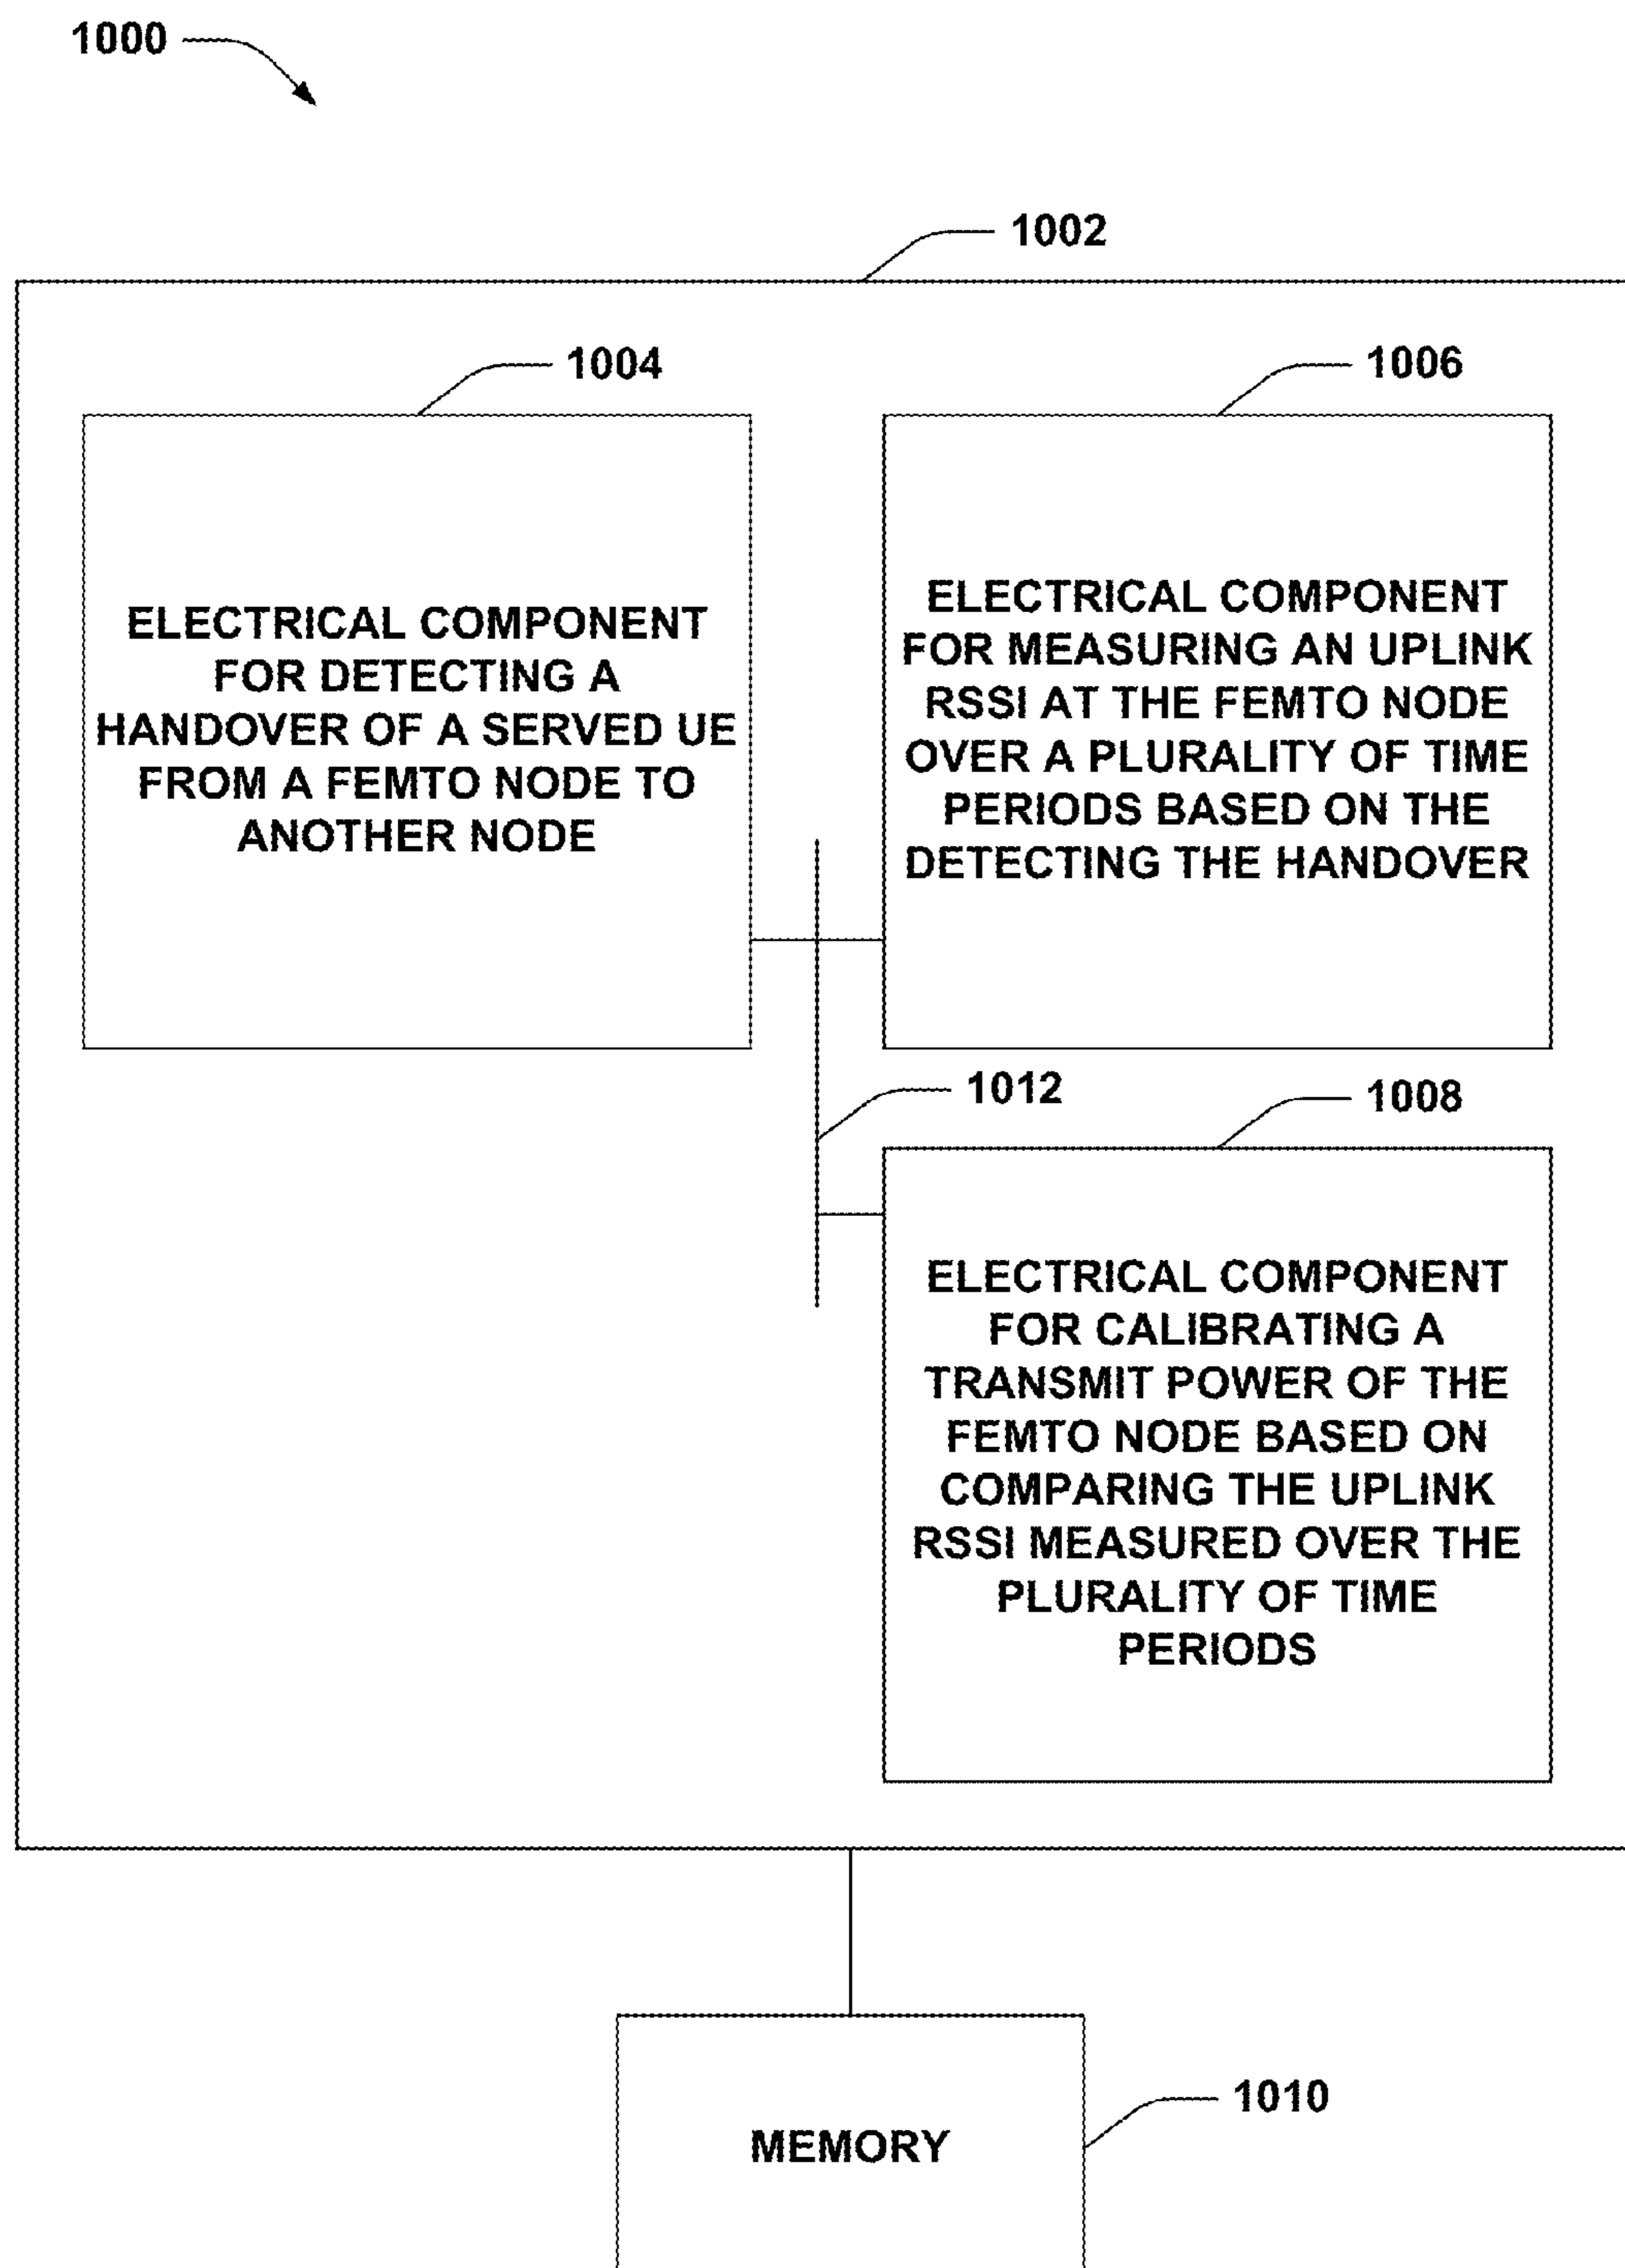 1000
1002
1004
1006
ELECTRICAL COMPONENT
FOR DETECTING A
HANDOVER OF A SERVED UE
FROM A FEMTO NODE TO
ANOTHER NODE
ELECTRICAL COMPONENT
FOR MEASURING AN UPLINK
RSSI AT THE FEMTO NODE
OVER A PLURALITY OF TIME
PERIODS BASED ON THE
DETECTING THE HANDOVER
1012
1008
ELECTRICAL COMPONENT
FOR CALIBRATING A
TRANSMIT POWER OF THE
FEMTO NODE BASED ON
COMPARING THE UPLINK
RSSI MEASURED OVER THE
PLURALITY OF TIME
PERIODS
1010
MEMORY